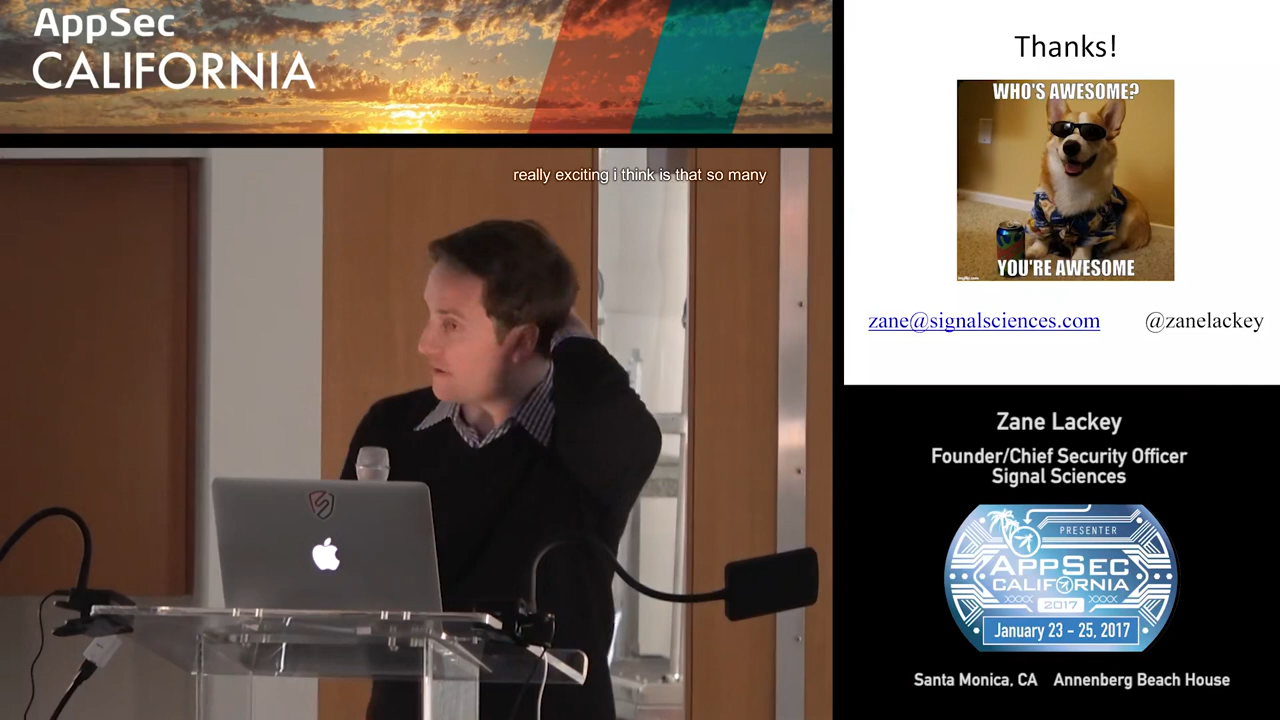 AppSec
CALIFORNIA
really exciting i think is that so many
Thanks!
WHO'S AWESOME?
YOU'RE AWESOME
imgflip.com
zane@signalsciences.com @zanelackey
Zane Lackey
Founder/Chief Security Officer
Signal Sciences
PRESENTER
APPSEC
CALIFORNIA
2017
January 23 - 25, 2017
Santa Monica, CA Annenberg Beach House